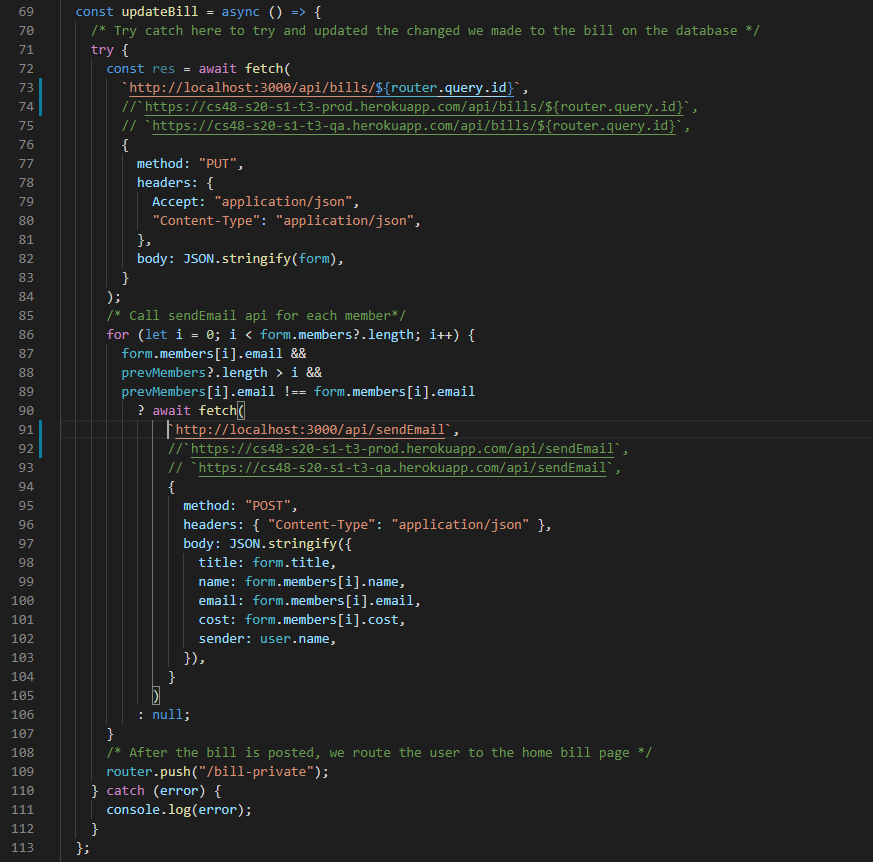 69 const updateBill = async () => {
70 /* Try catch here to try and updated the changed we made to the bill on the database */
71 try {
72 const res = await fetch(
73 `http://localhost:3000/api/bills/${router.query.id}`,
74 //`https://cs48-s20-s1-t3-prod.herokuapp.com/api/bills/${router.query.id}`,
75 // `https://cs48-s20-s1-t3-qa.herokuapp.com/api/bills/${router.query.id}`,
76 {
77 method: "PUT",
78 headers: {
79 Accept: "application/json",
80 "Content-Type": "application/json",
81 },
82 body: JSON.stringify(form),
83 }
84 );
85 /* Call sendEmail api for each member*/
86 for (let i = 0; i < form.members?.length; i++) {
87 form.members[i].email &&
88 prevMembers?.length > i &&
89 prevMembers[i].email !== form.members[i].email
90 ? await fetch(
91 `http://localhost:3000/api/sendEmail`,
92 //`https://cs48-s20-s1-t3-prod.herokuapp.com/api/sendEmail`,
93 // `https://cs48-s20-s1-t3-qa.herokuapp.com/api/sendEmail`,
94 {
95 method: "POST",
96 headers: { "Content-Type": "application/json" },
97 body: JSON.stringify({
98 title: form.title,
99 name: form.members[i].name,
100 email: form.members[i].email,
101 cost: form.members[i].cost,
102 sender: user.name,
103 }),
104 }
105 )
106 : null;
107 }
108 /* After the bill is posted, we route the user to the home bill page */
109 router.push("/bill-private");
110 } catch (error) {
111 console.log(error);
112 }
113 };